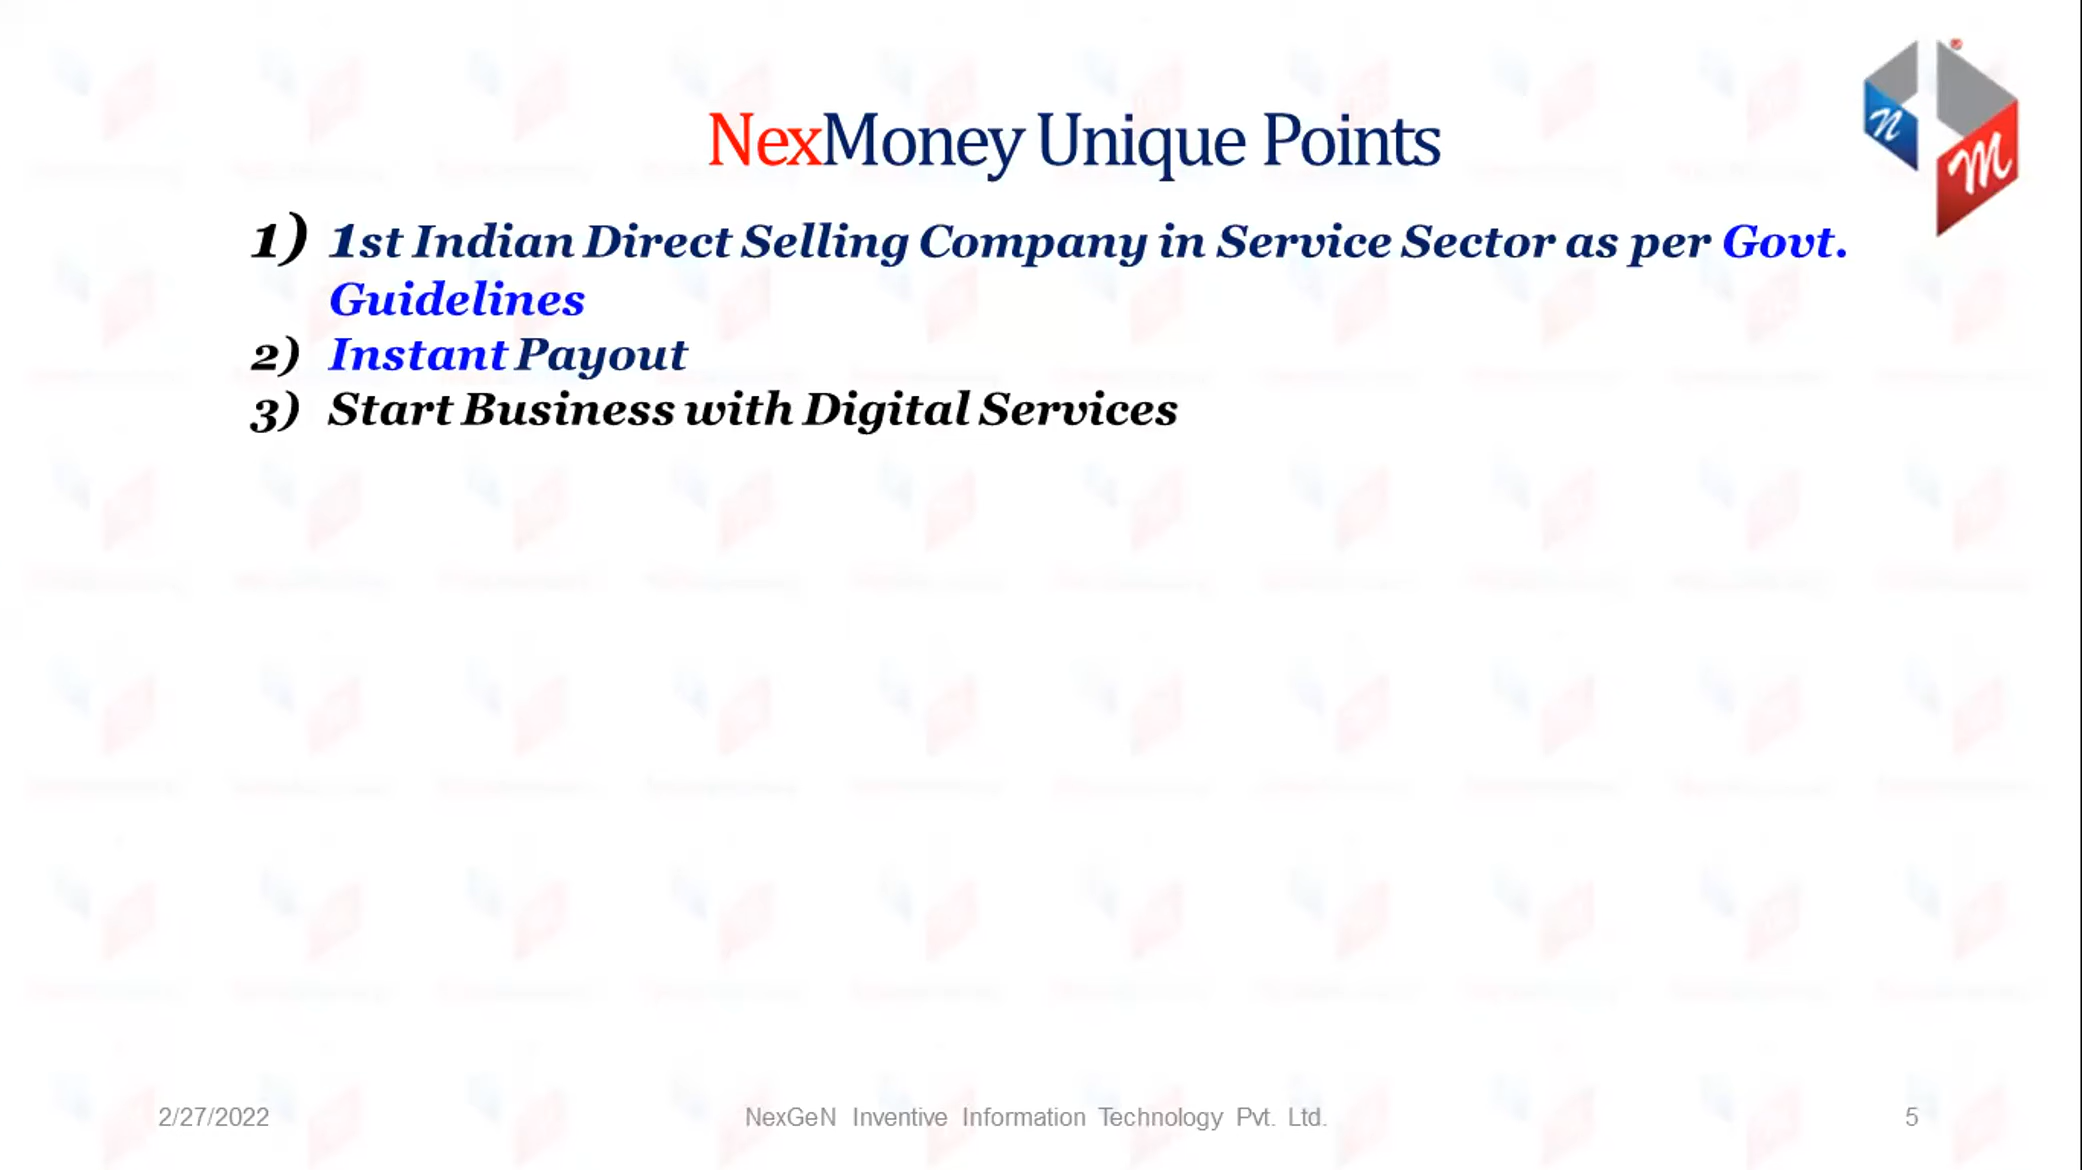 NexMoney Unique Points
n
M
®
1) 1st Indian Direct Selling Company in Service Sector as per Govt.
Guidelines
2) Instant Payout
3) Start Business with Digital Services
2/27/2022
NexGeN Inventive Information Technology Pvt. Ltd.
5